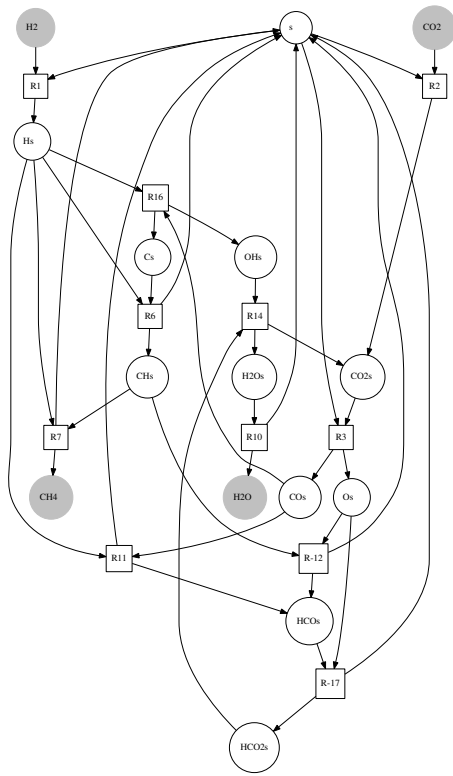 H2
s
CO2
R1
R2
Hs
R16
Cs
OHs
R6
R14
CHs
H2Os
CO2s
R7
R10
R3
CH4
H2O
COs
Os
R11
R-12
HCOs
R-17
HCO2s